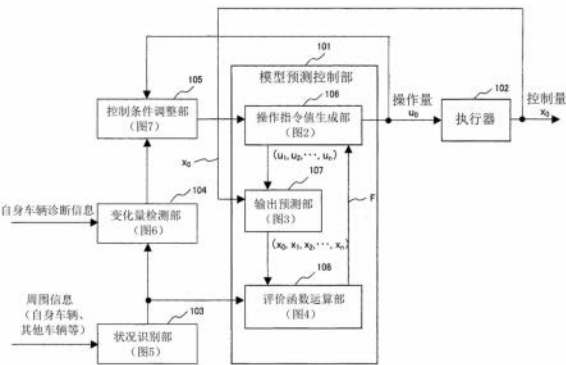 101
模型预测控制部
105
控制条件调整部
(图7)
106
操作指令值生成部
(图2)
操作量
u₀
102
执行器
控制量
x₀
x₀
(u₁, u₂, ···, uₙ)
107
输出预测部
(图3)
F
104
自身车辆诊断信息
变化量检测部
(图6)
(x₀, x₁, x₂, ···, xₙ)
108
评价函数运算部
(图4)
周围信息
(自身车辆、
其他车辆等)
103
状况识别部
(图5)